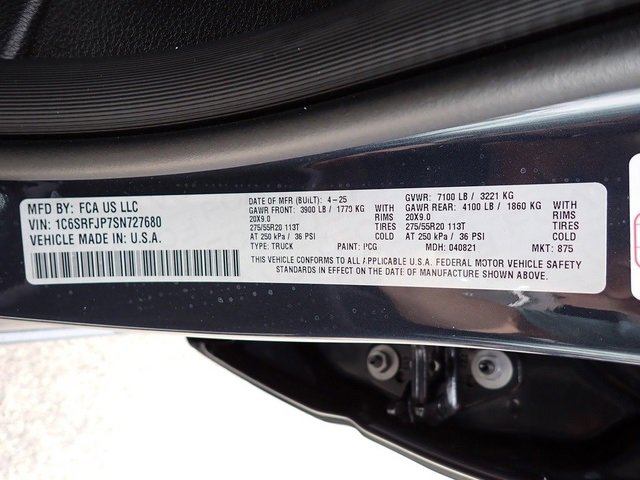 MFD BY: FCA US LLC
VIN: 1C6SRFJP7SN727680
VEHICLE MADE IN: U.S.A.
DATE OF MFR (BUILT): 4-25
GAWR FRONT: 3900 LB / 1770 KG WITH
20X9.0 RIMS
275/55R20 113T TIRES
AT 250 kPa / 36 PSI COLD
TYPE: TRUCK PAINT: PCG
GVWR: 7100 LB / 3221 KG
GAWR REAR: 4100 LB / 1860 KG WITH
20X9.0 RIMS
275/55R20 113T TIRES
AT 250 kPa / 36 PSI COLD
MDH: 040821 MKT: 875
THIS VEHICLE CONFORMS TO ALL APPLICABLE U.S.A. FEDERAL MOTOR VEHICLE SAFETY
STANDARDS IN EFFECT ON THE DATE OF MANUFACTURE SHOWN ABOVE.